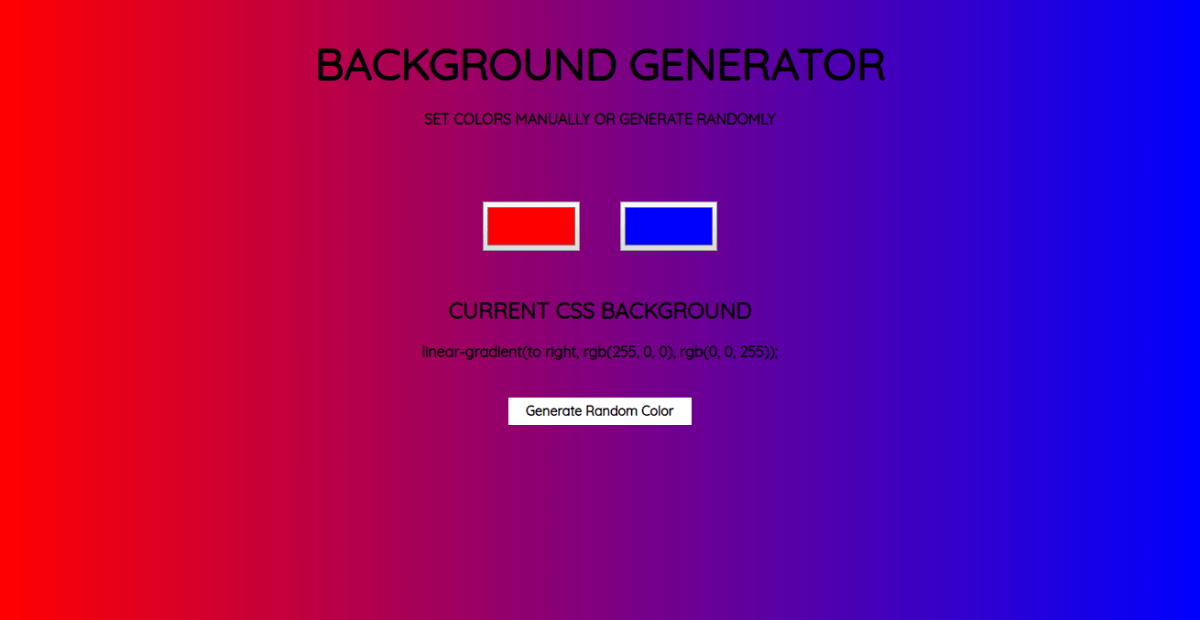 BACKGROUND GENERATOR
SET COLORS MANUALLY OR GENERATE RANDOMLY
CURRENT CSS BACKGROUND
linear-gradient(to right, rgb(255, 0, 0), rgb(0, 0, 255));
Generate Random Color